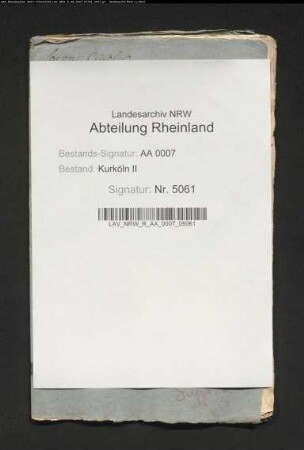 Landesarchiv NRW
Abteilung Rheinland
Bestands-Signatur: AA 0007
Bestand: Kurköln II
Signatur: Nr. 5061
LAV_NRW_R_AA_0007_05061